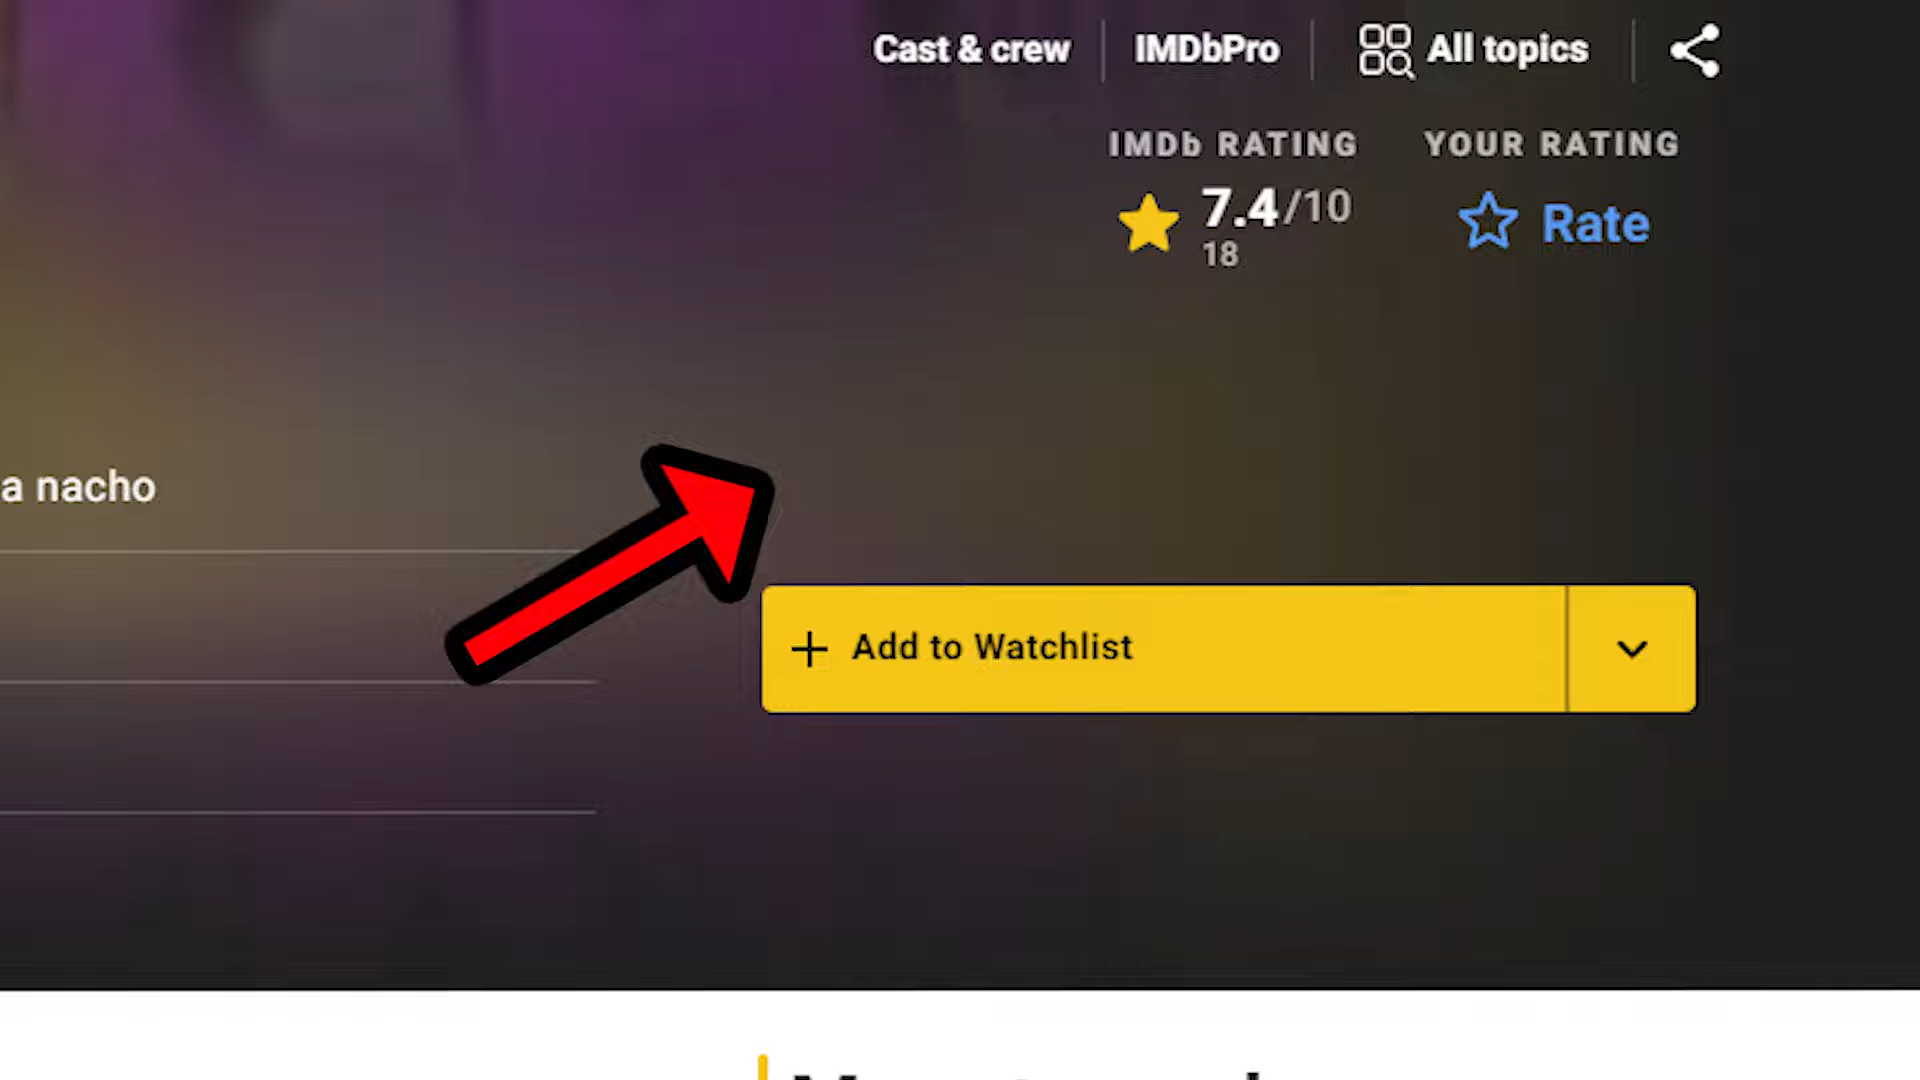 Cast & crew
IMDbPro
All topics
IMDb RATING
YOUR RATING
7.4/10
18
Rate
a nacho
Add to Watchlist